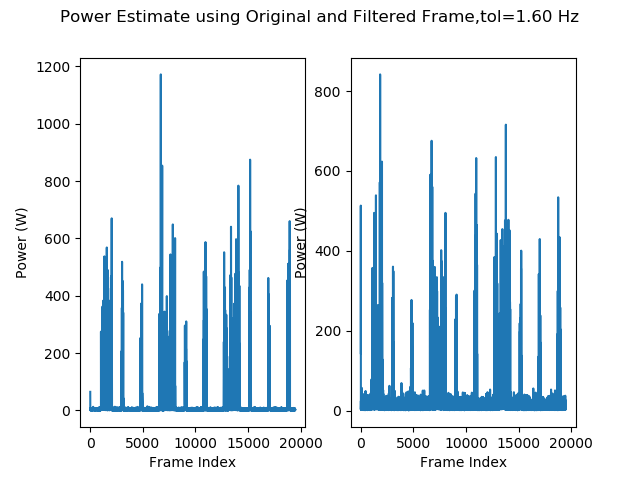 Power Estimate using Original and Filtered Frame,tol=1.60 Hz
Power (W)
1200
1000
800
600
400
200
0
0 5000 10000 15000 20000
Frame Index
Power (W)
800
600
400
200
0
0 5000 10000 15000 20000
Frame Index